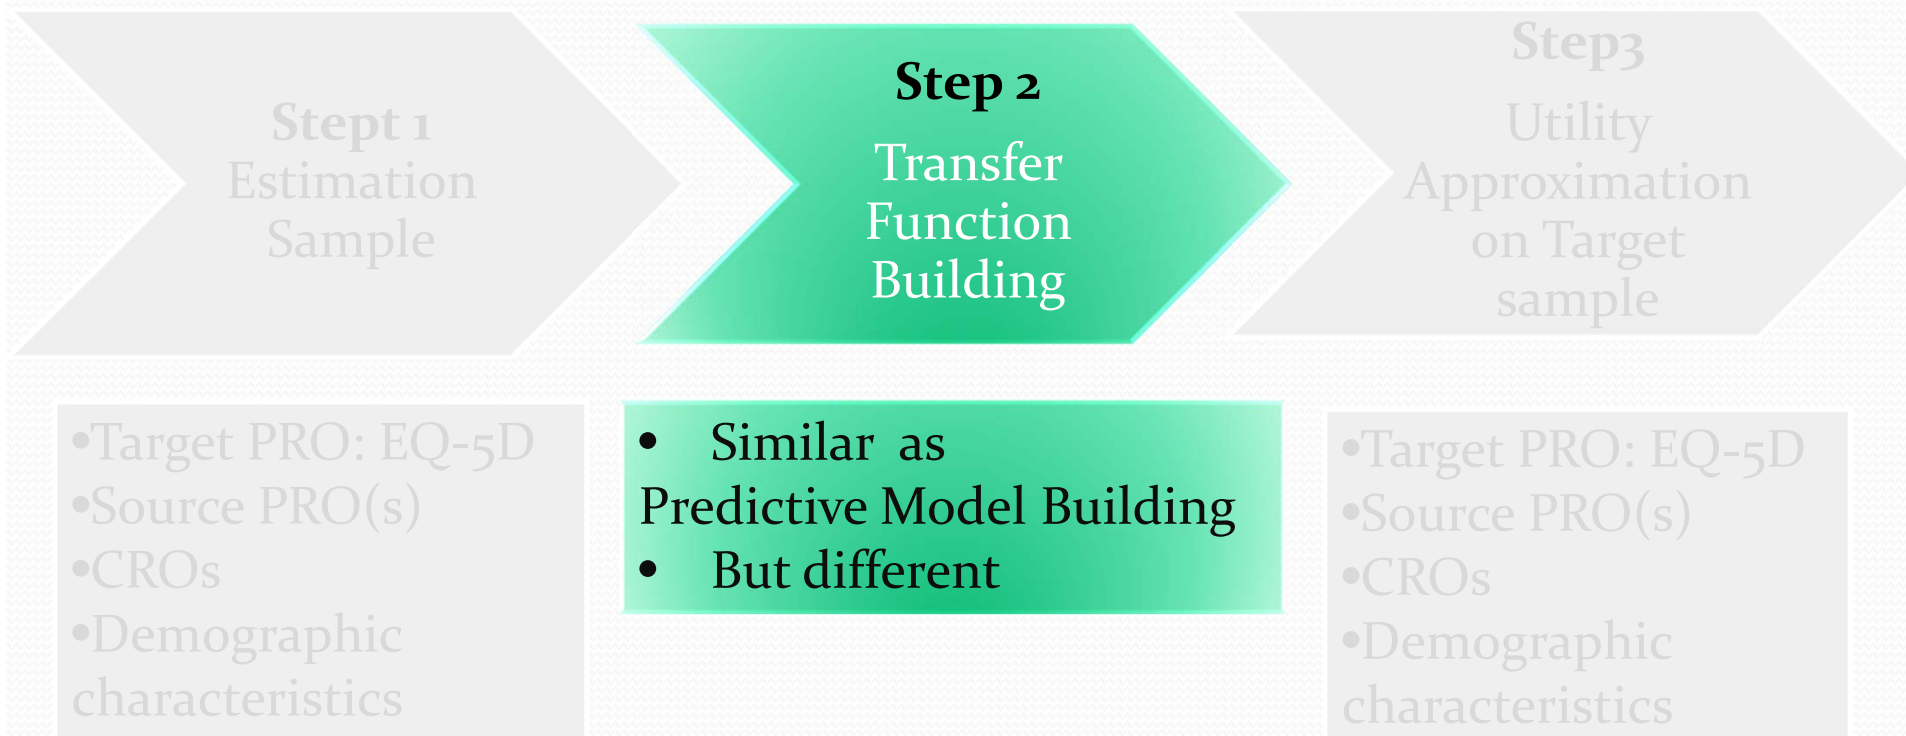 Stept 1
Estimation
Sample
Step 2
Transfer
Function
Building
Step3
Utility
Approximation
on Target
sample
•Target PRO: EQ-5D
•Source PRO(s)
•CROs
•Demographic
characteristics
• Similar as
Predictive Model Building
• But different
•Target PRO: EQ-5D
•Source PRO(s)
•CROs
•Demographic
characteristics